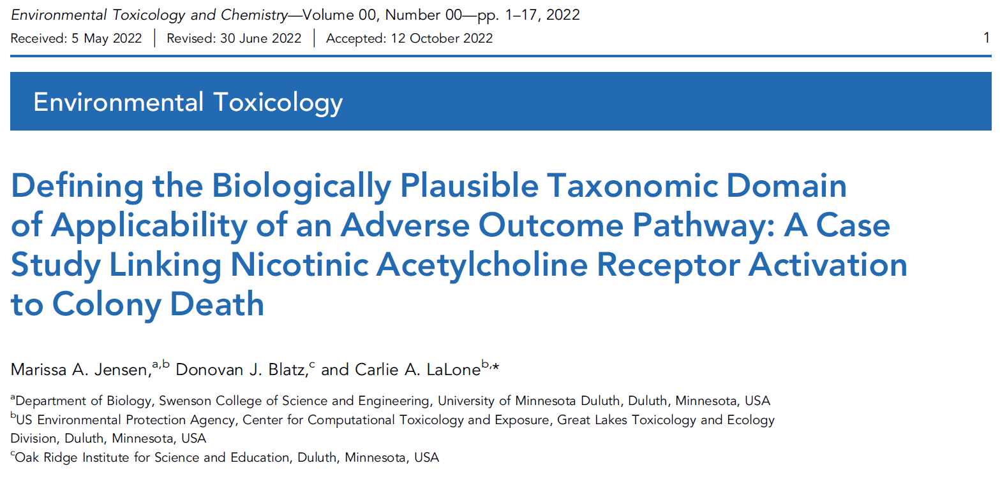 Environmental Toxicology and Chemistry—Volume 00, Number 00—pp. 1–17, 2022
Received: 5 May 2022 | Revised: 30 June 2022 | Accepted: 12 October 2022 1
Environmental Toxicology
Defining the Biologically Plausible Taxonomic Domain
of Applicability of an Adverse Outcome Pathway: A Case
Study Linking Nicotinic Acetylcholine Receptor Activation
to Colony Death
Marissa A. Jensen,a,b Donovan J. Blatz,c and Carlie A. LaLoneb,*
aDepartment of Biology, Swenson College of Science and Engineering, University of Minnesota Duluth, Duluth, Minnesota, USA
bUS Environmental Protection Agency, Center for Computational Toxicology and Exposure, Great Lakes Toxicology and Ecology
Division, Duluth, Minnesota, USA
cOak Ridge Institute for Science and Education, Duluth, Minnesota, USA